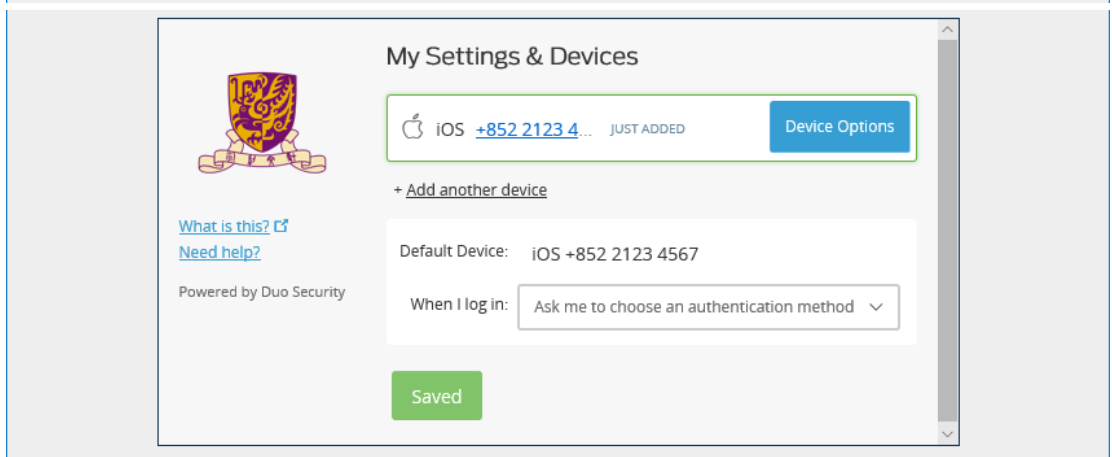 My Settings & Devices
iOS +852 2123 4... JUST ADDED
Device Options
+ Add another device
What is this?
Need help?
Powered by Duo Security
Default Device: iOS +852 2123 4567
When I log in: Ask me to choose an authentication method
Saved